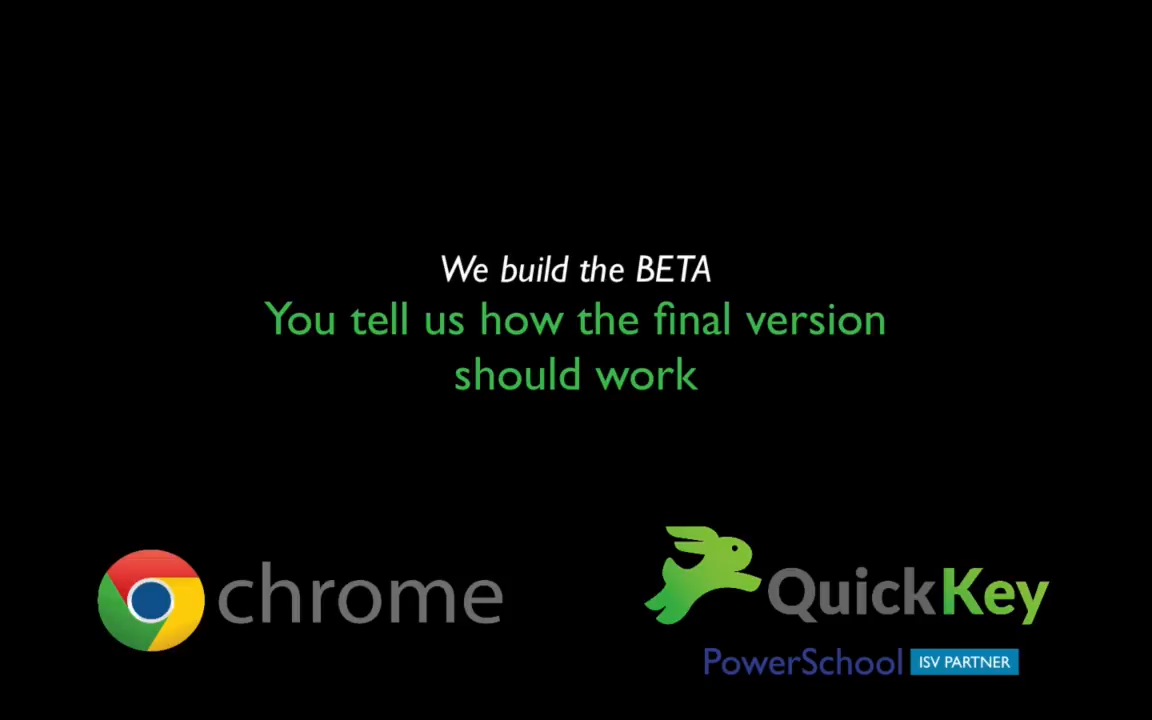 We build the BETA
You tell us how the final version
should work
chrome
QuickKey
PowerSchool ISV PARTNER